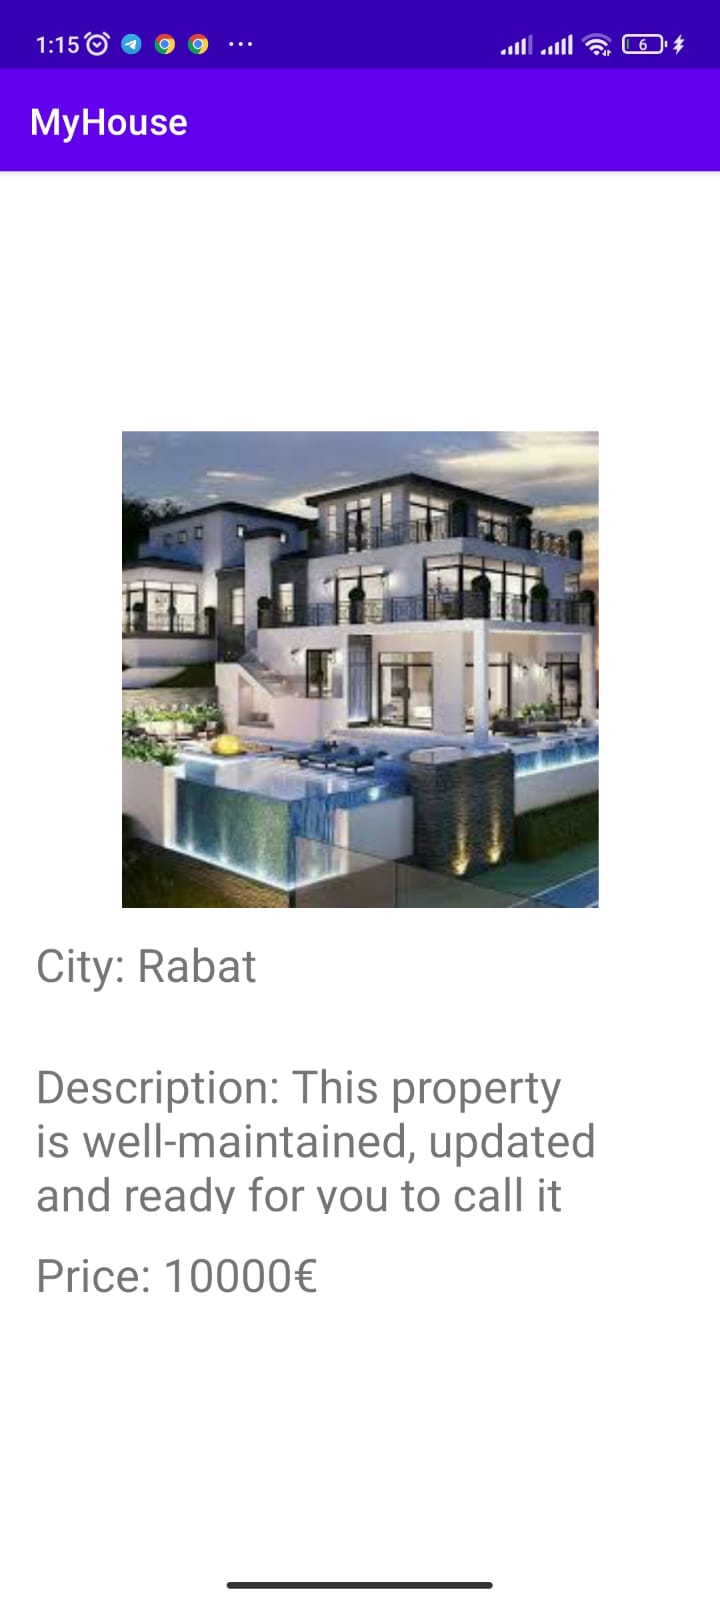 1:15
6
MyHouse
City: Rabat
Description: This property
is well-maintained, updated
and ready for you to call it
Price: 10000€